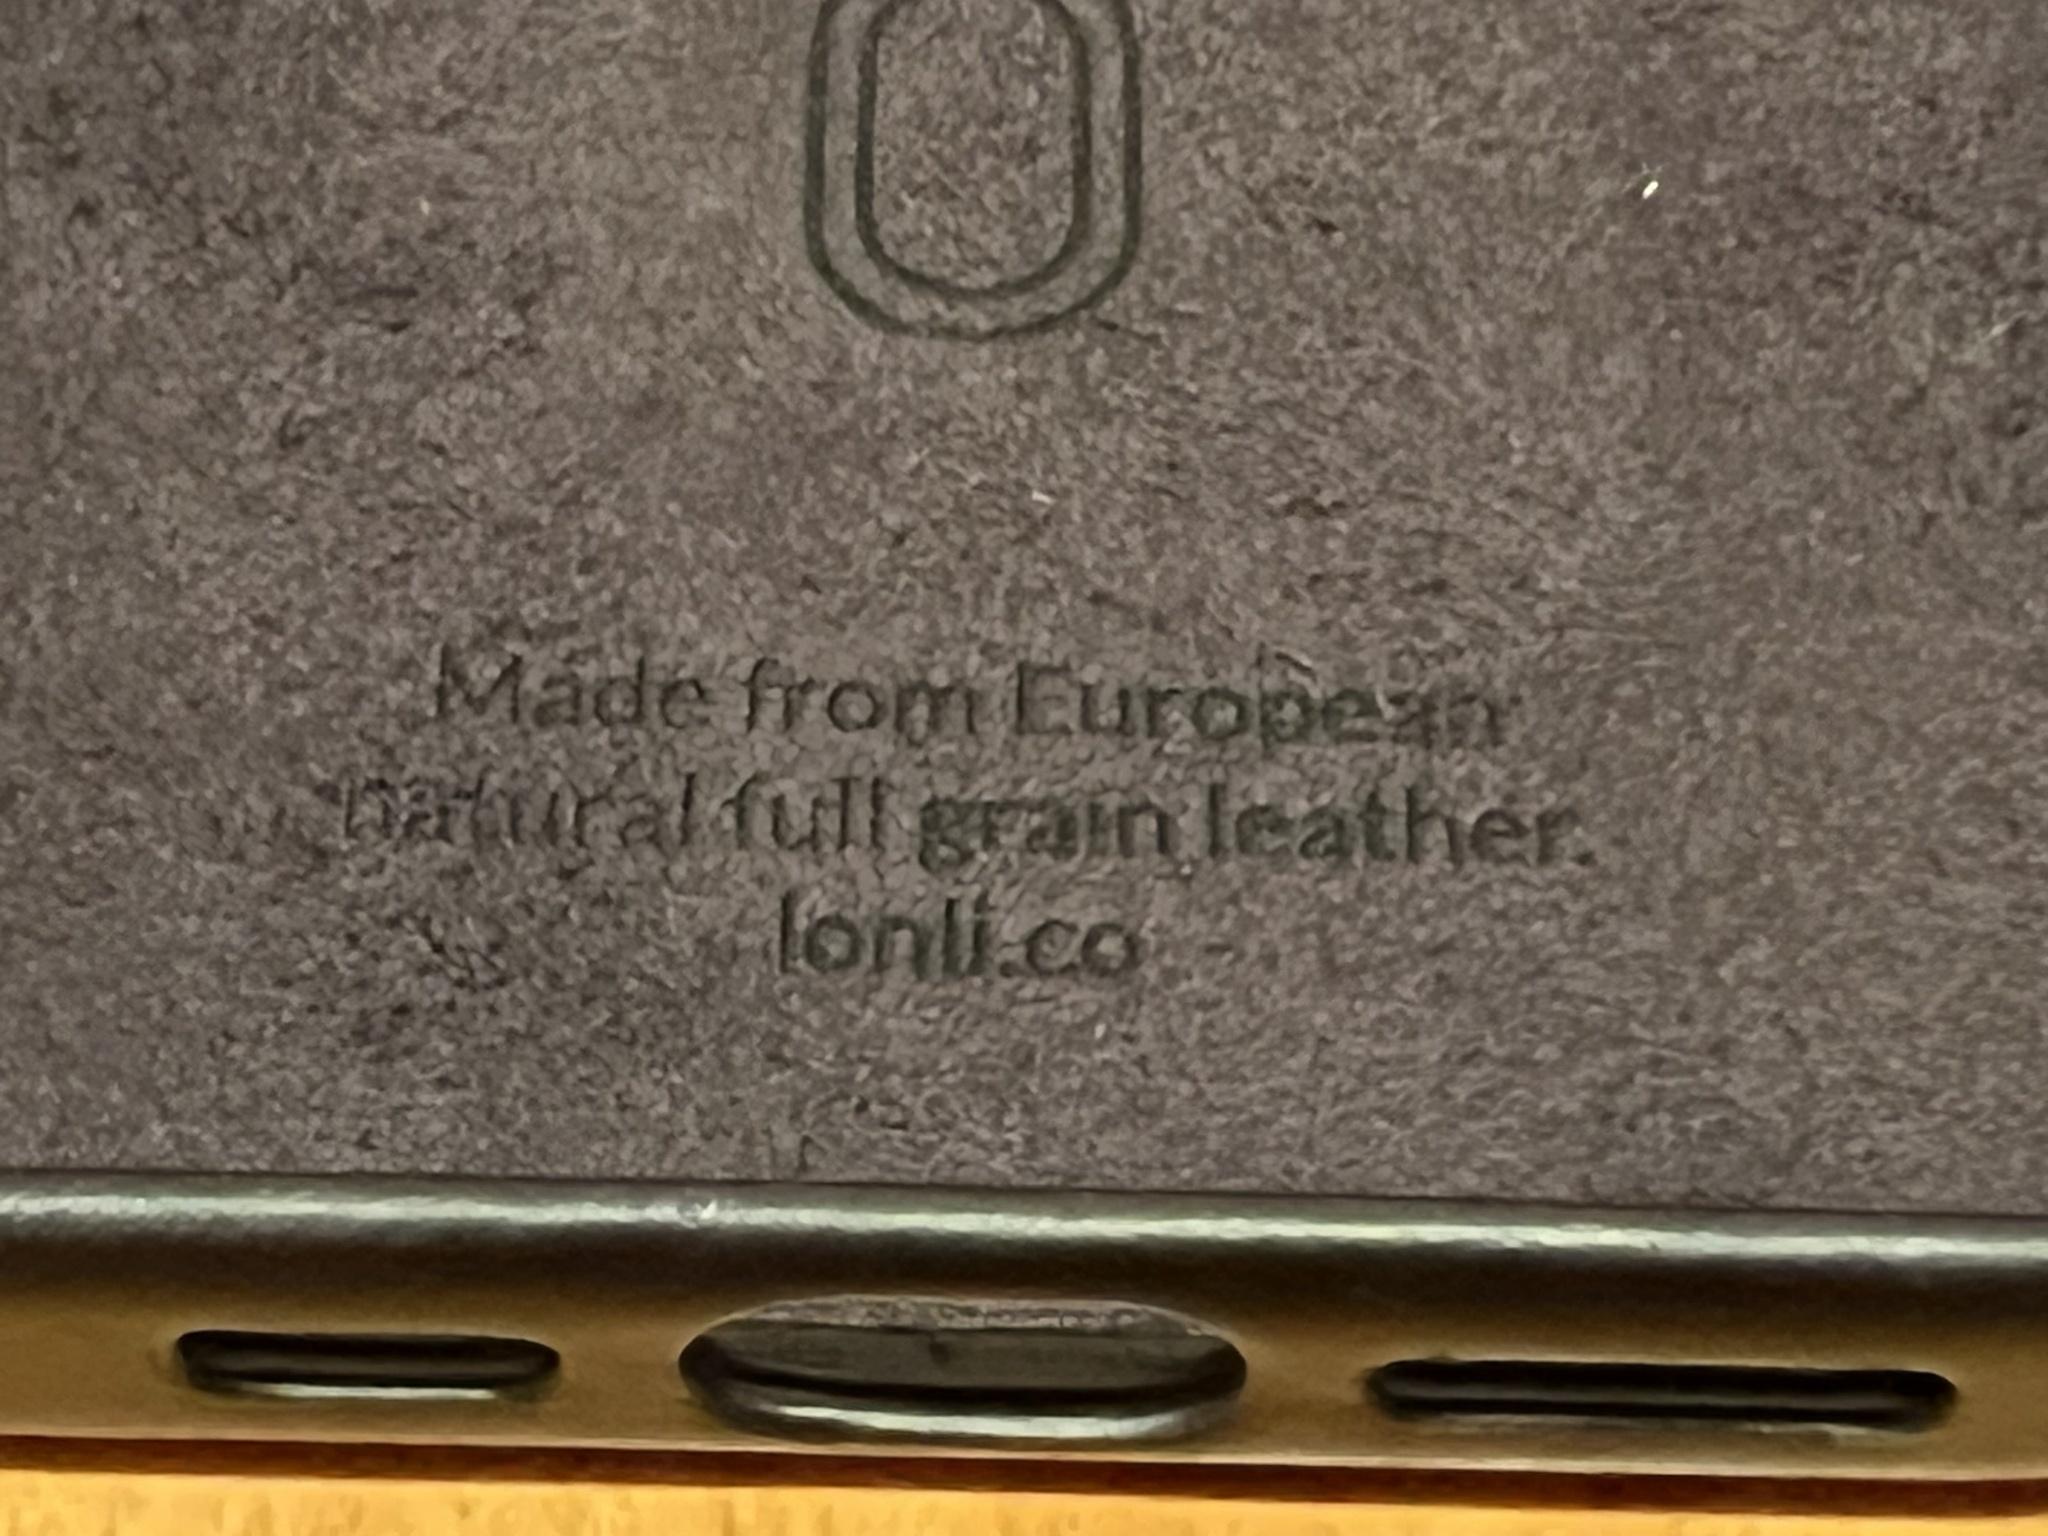 Made from European
natural full grain leather.
lonli.co